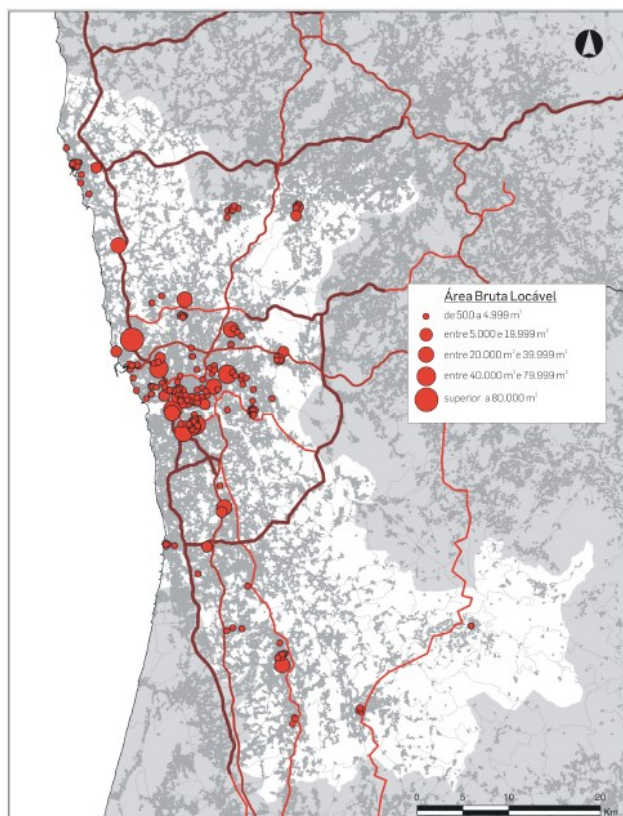 Área Bruta Locável
de 500 a 4.999 m²
entre 5.000 e 19.999 m²
entre 20.000 m² e 39.999 m²
entre 40.000 m² e 79.999 m²
superior a 80.000 m²
0 5 10 20
Km